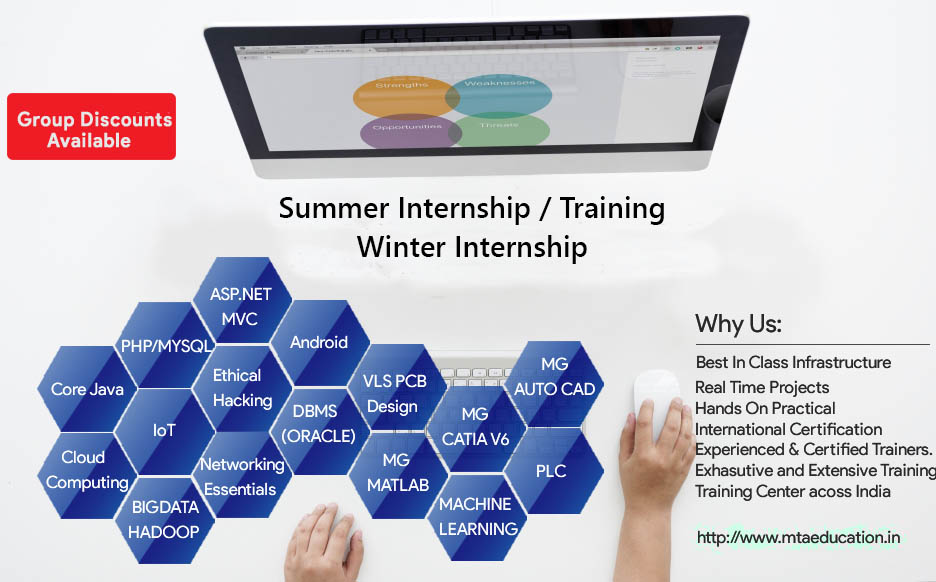 Group Discounts
Available
Strengths
Weaknesses
Opportunities
Threats
Summer Internship / Training
Winter Internship
ASP.NET
MVC
PHP/MYSQL
Android
Core Java
Ethical
Hacking
VLS PCB
Design
MG
AUTO CAD
IoT
DBMS
(ORACLE)
MG
CATIA V6
Cloud
Computing
Networking
Essentials
MG
MATLAB
PLC
BIGDATA
HADOOP
MACHINE
LEARNING
Why Us:
Best In Class Infrastructure
Real Time Projects
Hands On Practical
International Certification
Experienced & Certified Trainers.
Exhasutive and Extensive Training
Training Center acoss India
http://www.mtaeducation.in